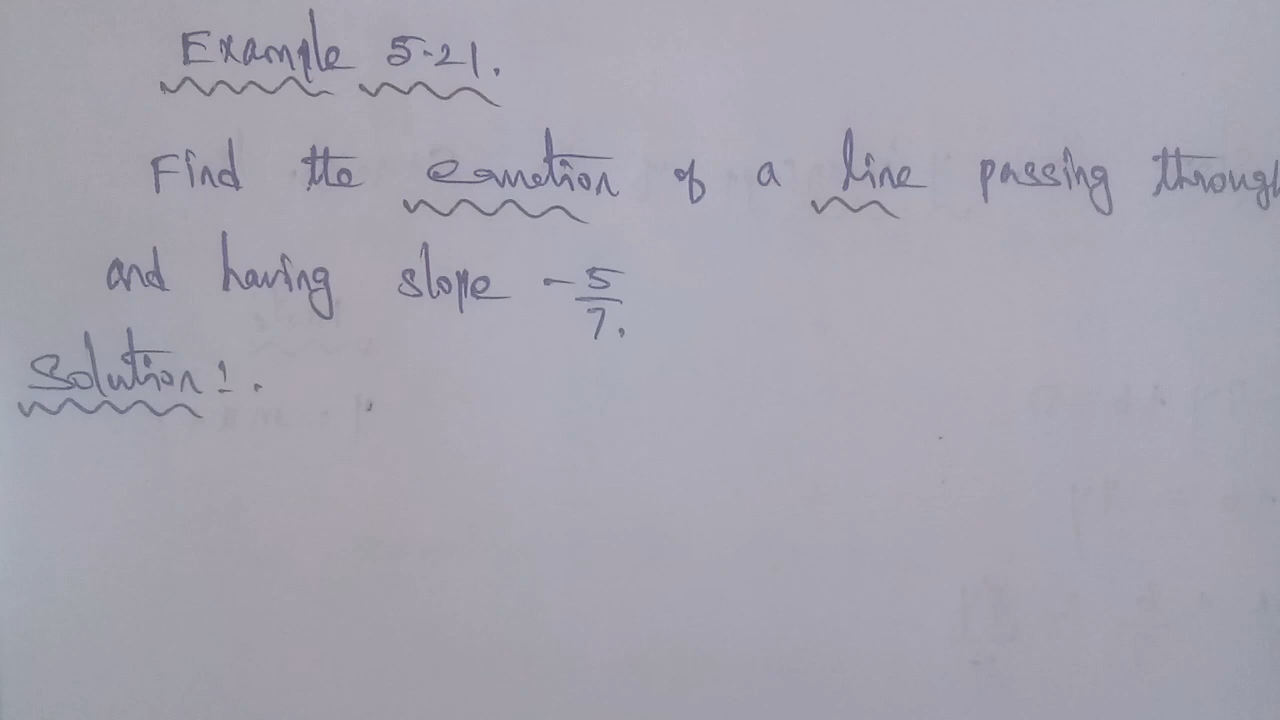 Example 5.21.
Find the equation of a line passing through
and having slope -5/7.
Solution:.